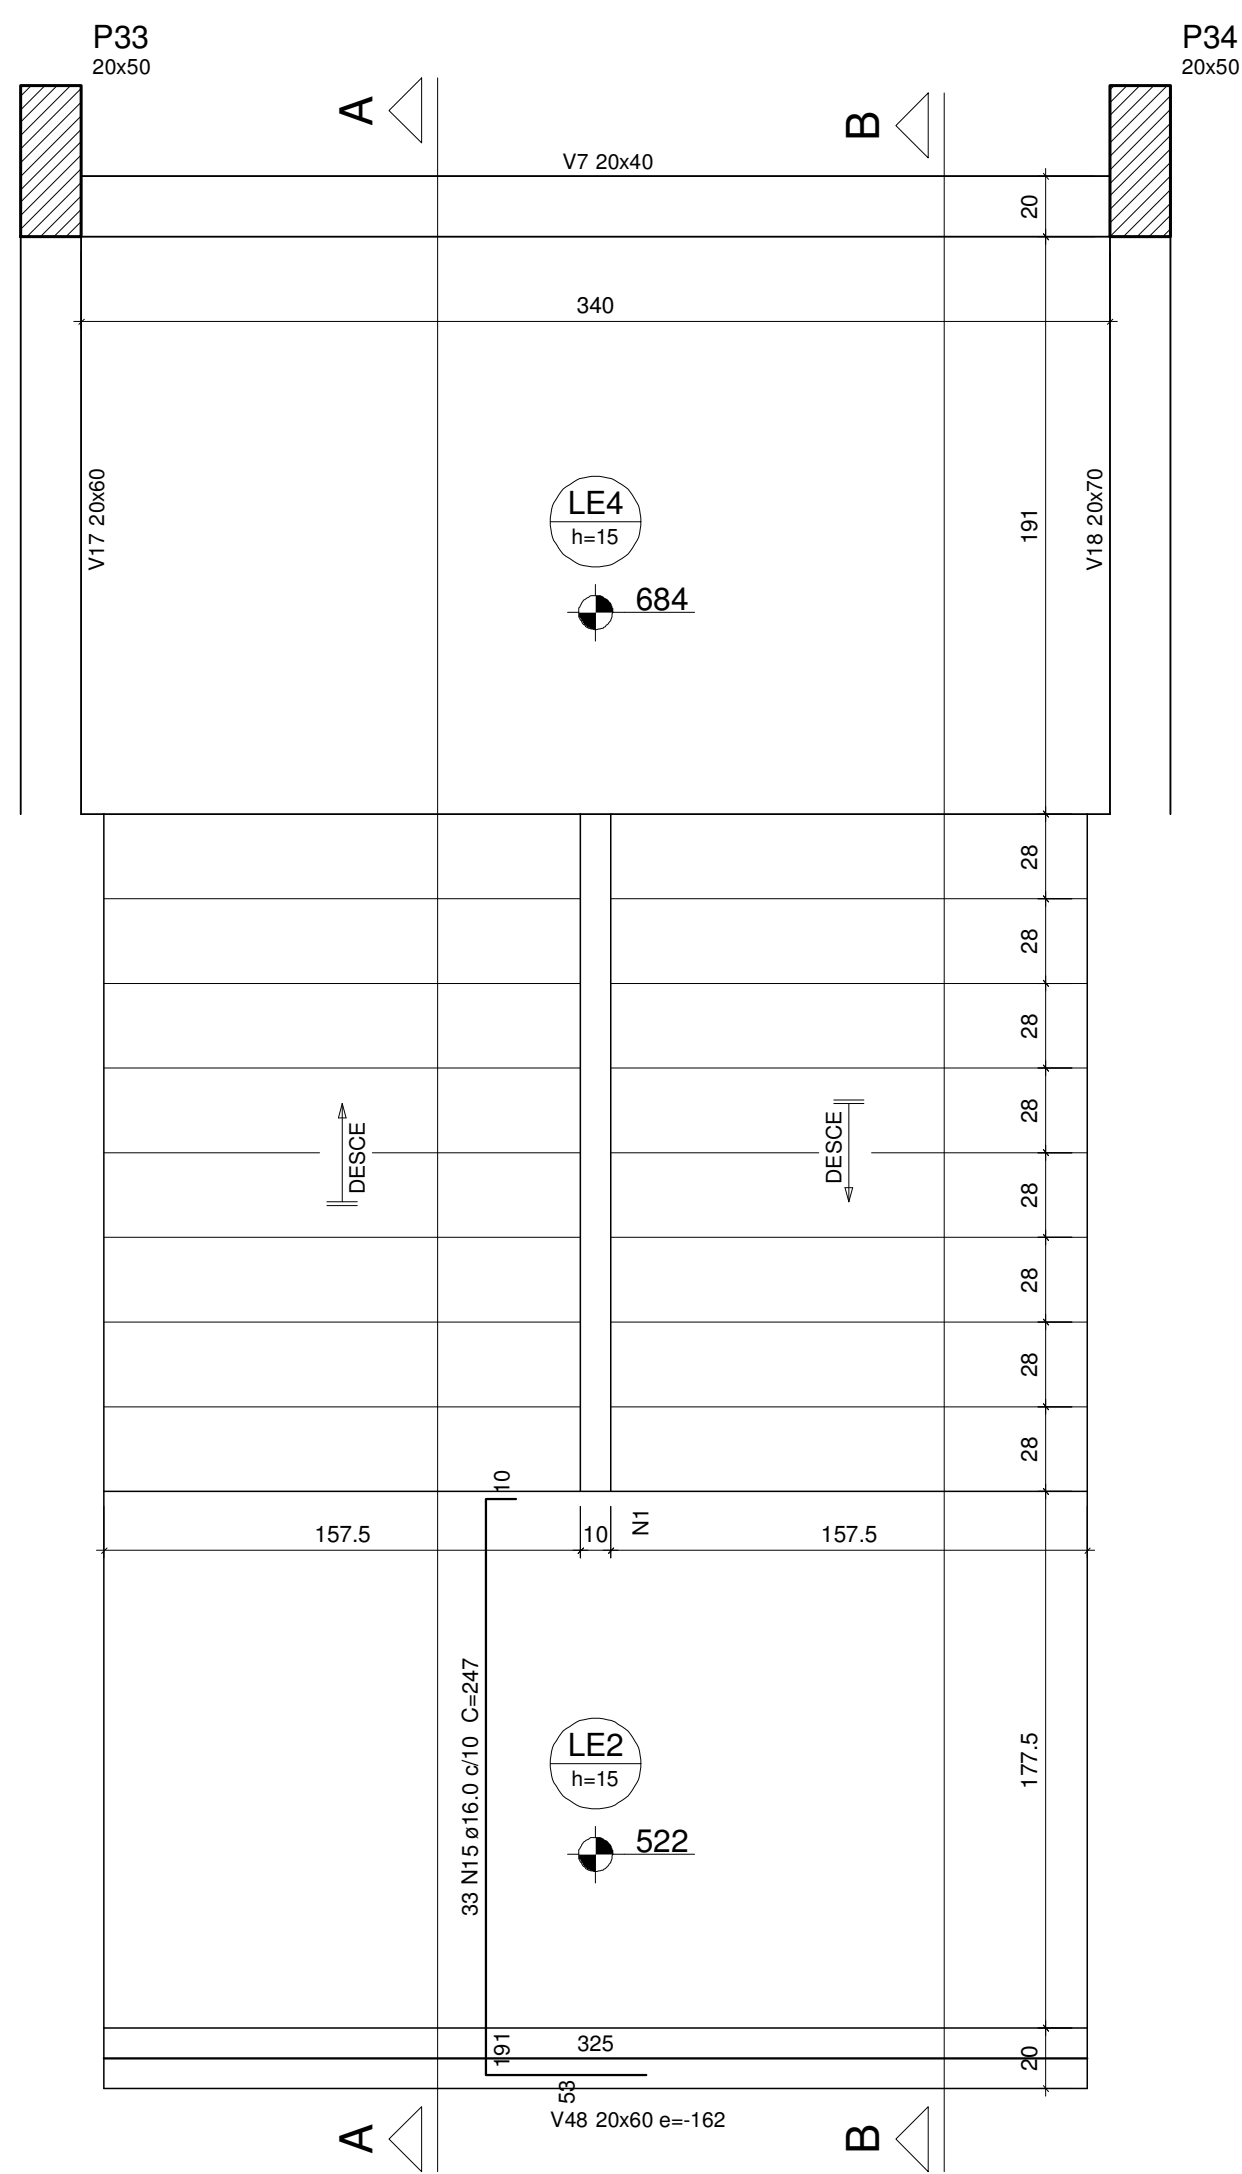 P33
20x50
P34
20x50
A
B
V7 20x40
20
340
V17 20x60
LE4
h=15
684
191
V18 20x70
28
28
28
28
28
28
28
28
DESCE
DESCE
10
157.5
10
N1
157.5
33 N15 ø16.0 c/10 C=247
LE2
h=15
522
177.5
191
325
20
53
V48 20x60 e=-162
A
B